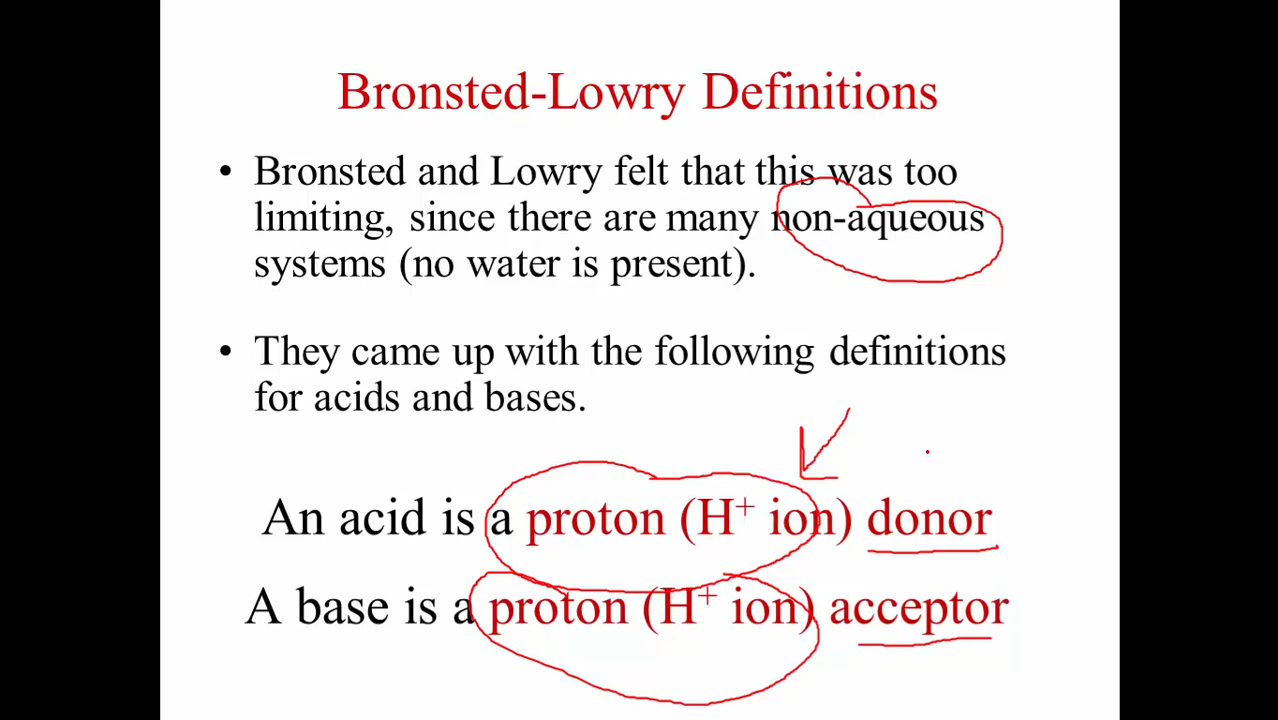 Bronsted-Lowry Definitions
• Bronsted and Lowry felt that this was too
limiting, since there are many non-aqueous
systems (no water is present).
• They came up with the following definitions
for acids and bases.
An acid is a proton (H⁺ ion) donor
A base is a proton (H⁺ ion) acceptor